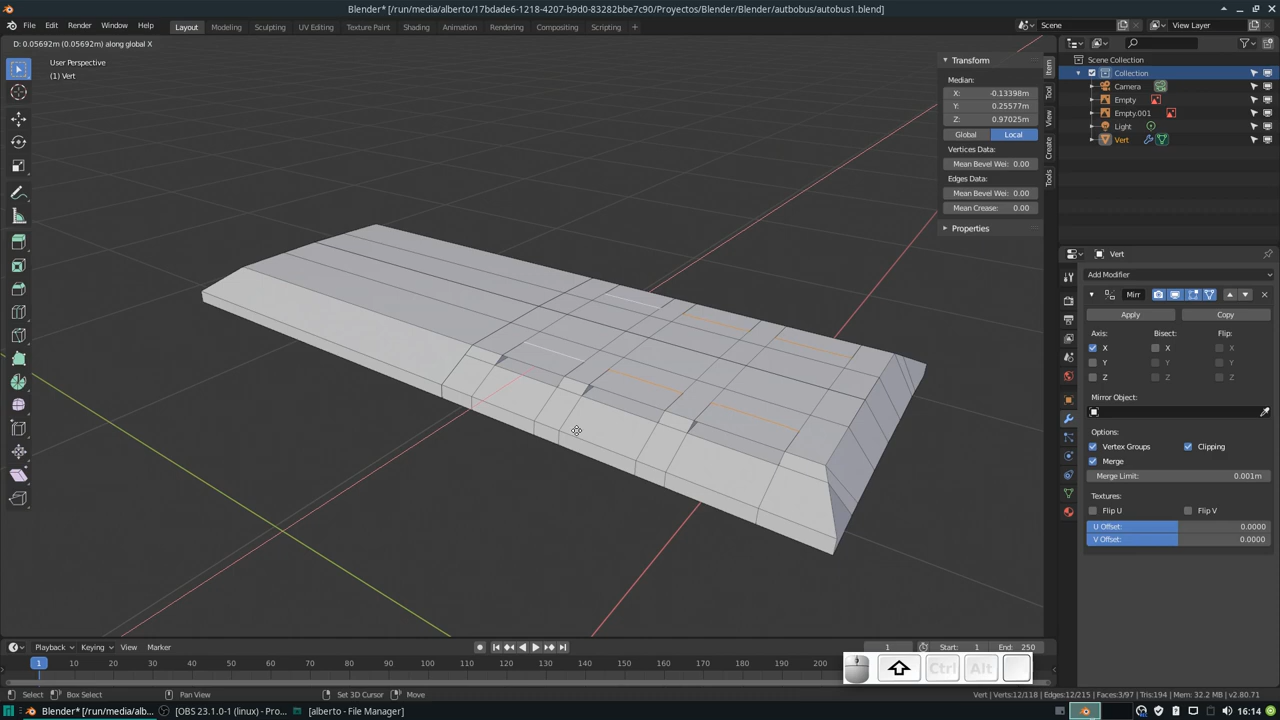 Blender* [/run/media/alberto/17bdade6-1218-4207-b9d0-83282bbe7c90/Proyectos/Blender/autbobus/autobus1.blend]
File Edit Render Window Help Layout Modeling Sculpting UV Editing Texture Paint Shading Animation Rendering Compositing Scripting + Scene View Layer
D: 0.05692m (0.05692m) along global X
User Perspective
(1) Vert
Transform
Median:
X: -0.13398m
Y: 0.25577m
Z: 0.97025m
Global Local
Vertices Data:
Mean Bevel Wei: 0.00
Edges Data:
Mean Bevel Wei: 0.00
Mean Crease: 0.00
Properties
Item
Tool
View
Create
Tools
Scene Collection
Collection
Camera
Empty
Empty.001
Light
Vert
Vert
Add Modifier
Mirr
Apply Copy
Axis: Bisect: Flip:
X X X
Y Y Y
Z Z Z
Mirror Object:
Options:
Vertex Groups Clipping
Merge
Merge Limit: 0.001m
Textures:
Flip U Flip V
U Offset: 0.0000
V Offset: 0.0000
Playback Keying View Marker 1 Start: 1 End: 250
1 10 20 30 40 50 60 70 80 90 100 110 120 130 140 150 160 170 180 190 200
Ctrl Alt
Select Box Select Pan View Set 3D Cursor Move Vert | Verts:12/118 | Edges:12/215 | Faces:3/97 | Tris:194 | Mem: 32.2 MB | v2.80.71
Blender* [/run/media/alb... [OBS 23.1.0-1 (linux) - Pro... [alberto - File Manager] 16:14